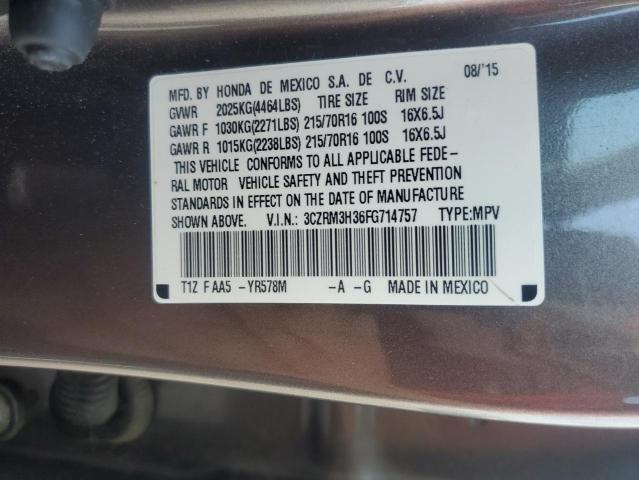 MFD. BY HONDA DE MEXICO S.A. DE C.V. 08/'15
GVWR 2025KG(4464LBS) TIRE SIZE RIM SIZE
GAWR F 1030KG(2271LBS) 215/70R16 100S 16X6.5J
GAWR R 1015KG(2238LBS) 215/70R16 100S 16X6.5J
THIS VEHICLE CONFORMS TO ALL APPLICABLE FEDE-
RAL MOTOR VEHICLE SAFETY AND THEFT PREVENTION
STANDARDS IN EFFECT ON THE DATE OF MANUFACTURE
SHOWN ABOVE. V.I.N.: 3CZRM3H36FG714757 TYPE:MPV
T1Z FAA5 -YR578M -A -G MADE IN MEXICO